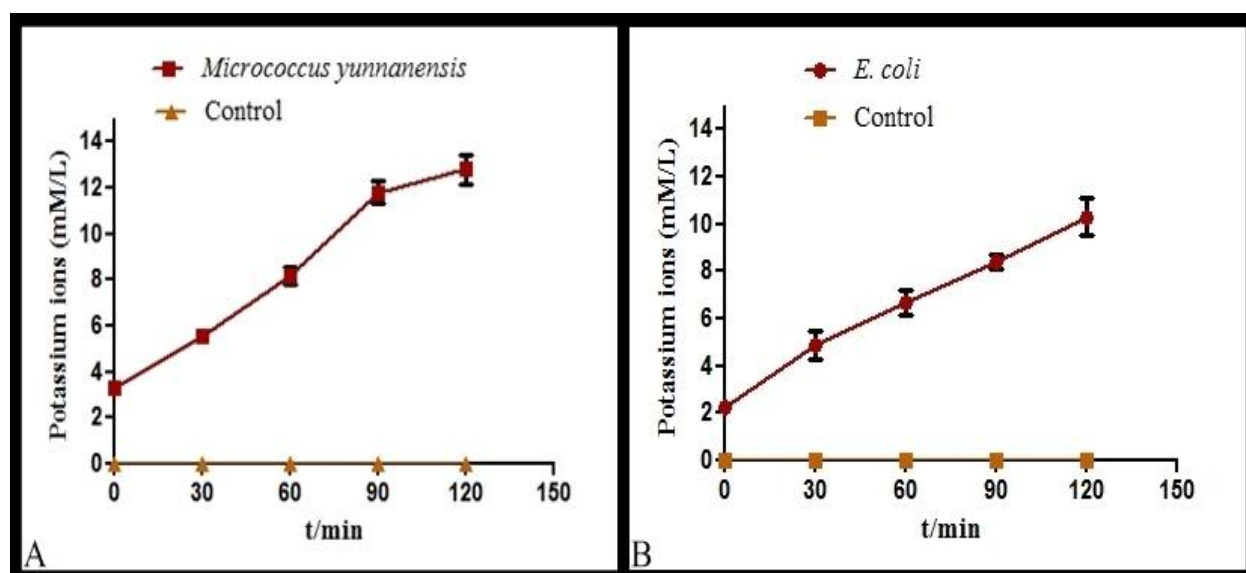 Micrococcus yunnanensis
Control
Potassium ions (mM/L)
14
12
10
8
6
4
2
0
0 30 60 90 120 150
t/min
A
E. coli
Control
Potassium ions (mM/L)
14
12
10
8
6
4
2
0
0 30 60 90 120 150
t/min
B